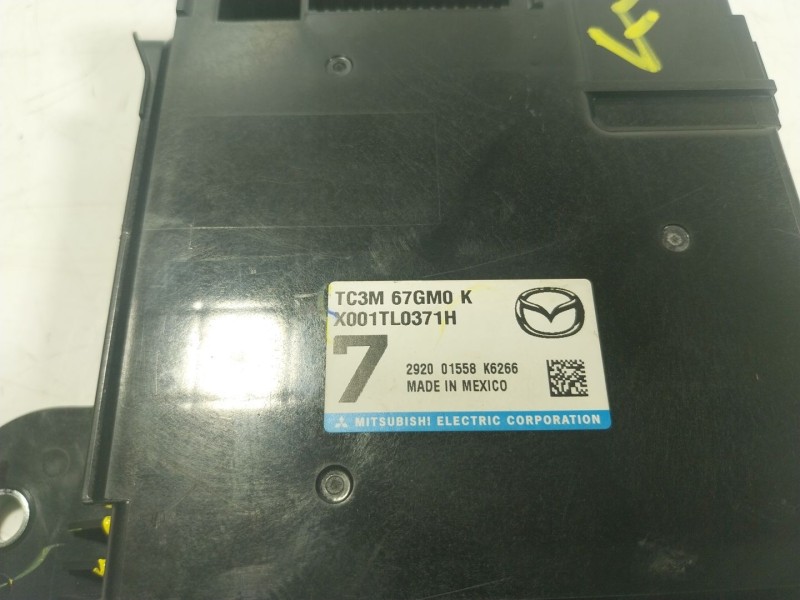 TC3M 67GM0 K
X001TL0371H
7
2920 01558 K6266
MADE IN MEXICO
MITSUBISHI ELECTRIC CORPORATION